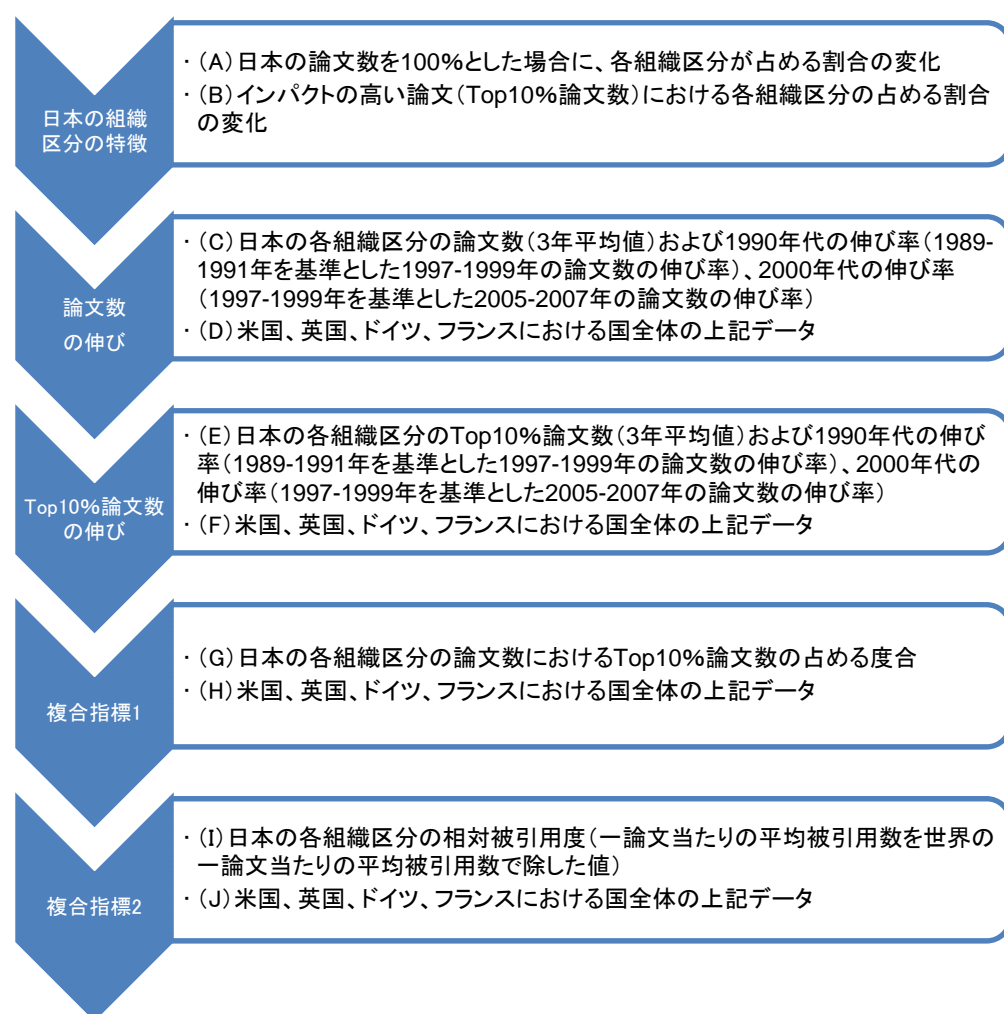 日本の組織
区分の特徴
・(A)日本の論文数を100%とした場合に、各組織区分が占める割合の変化
・(B)インパクトの高い論文(Top10%論文数)における各組織区分の占める割合
の変化
論文数
の伸び
・(C)日本の各組織区分の論文数(3年平均値)および1990年代の伸び率(1989-
1991年を基準とした1997-1999年の論文数の伸び率)、2000年代の伸び率
(1997-1999年を基準とした2005-2007年の論文数の伸び率)
・(D)米国、英国、ドイツ、フランスにおける国全体の上記データ
Top10%論文数
の伸び
・(E)日本の各組織区分のTop10%論文数(3年平均値)および1990年代の伸び
率(1989-1991年を基準とした1997-1999年の論文数の伸び率)、2000年代の
伸び率(1997-1999年を基準とした2005-2007年の論文数の伸び率)
・(F)米国、英国、ドイツ、フランスにおける国全体の上記データ
複合指標1
・(G)日本の各組織区分の論文数におけるTop10%論文数の占める度合
・(H)米国、英国、ドイツ、フランスにおける国全体の上記データ
複合指標2
・(I)日本の各組織区分の相対被引用度(一論文当たりの平均被引用数を世界の
一論文当たりの平均被引用数で除した値)
・(J)米国、英国、ドイツ、フランスにおける国全体の上記データ